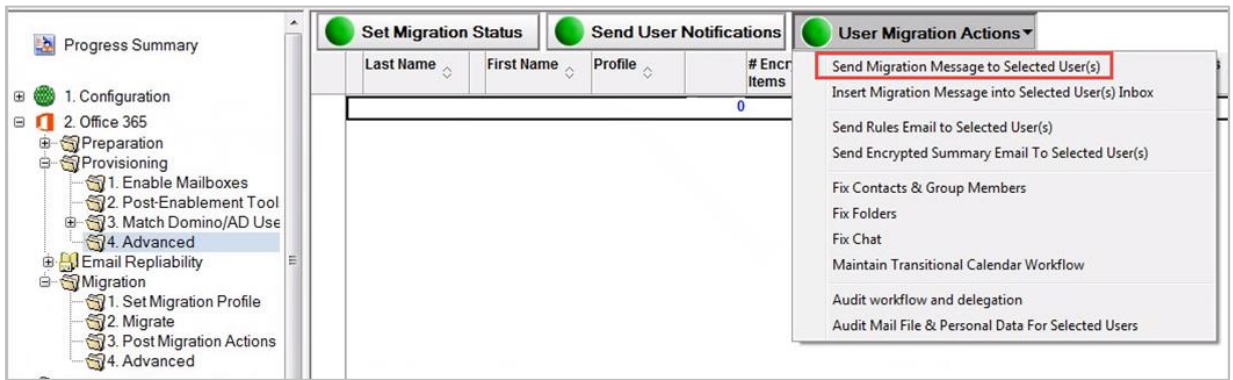 Progress Summary
1. Configuration
2. Office 365
Preparation
Provisioning
1. Enable Mailboxes
2. Post-Enablement Tool
3. Match Domino/AD Use
4. Advanced
Email Repliability
Migration
1. Set Migration Profile
2. Migrate
3. Post Migration Actions
4. Advanced
Set Migration Status
Send User Notifications
User Migration Actions
Last Name
First Name
Profile
# Encr
Items
0
Send Migration Message to Selected User(s)
Insert Migration Message into Selected User(s) Inbox
Send Rules Email to Selected User(s)
Send Encrypted Summary Email To Selected User(s)
Fix Contacts & Group Members
Fix Folders
Fix Chat
Maintain Transitional Calendar Workflow
Audit workflow and delegation
Audit Mail File & Personal Data For Selected Users